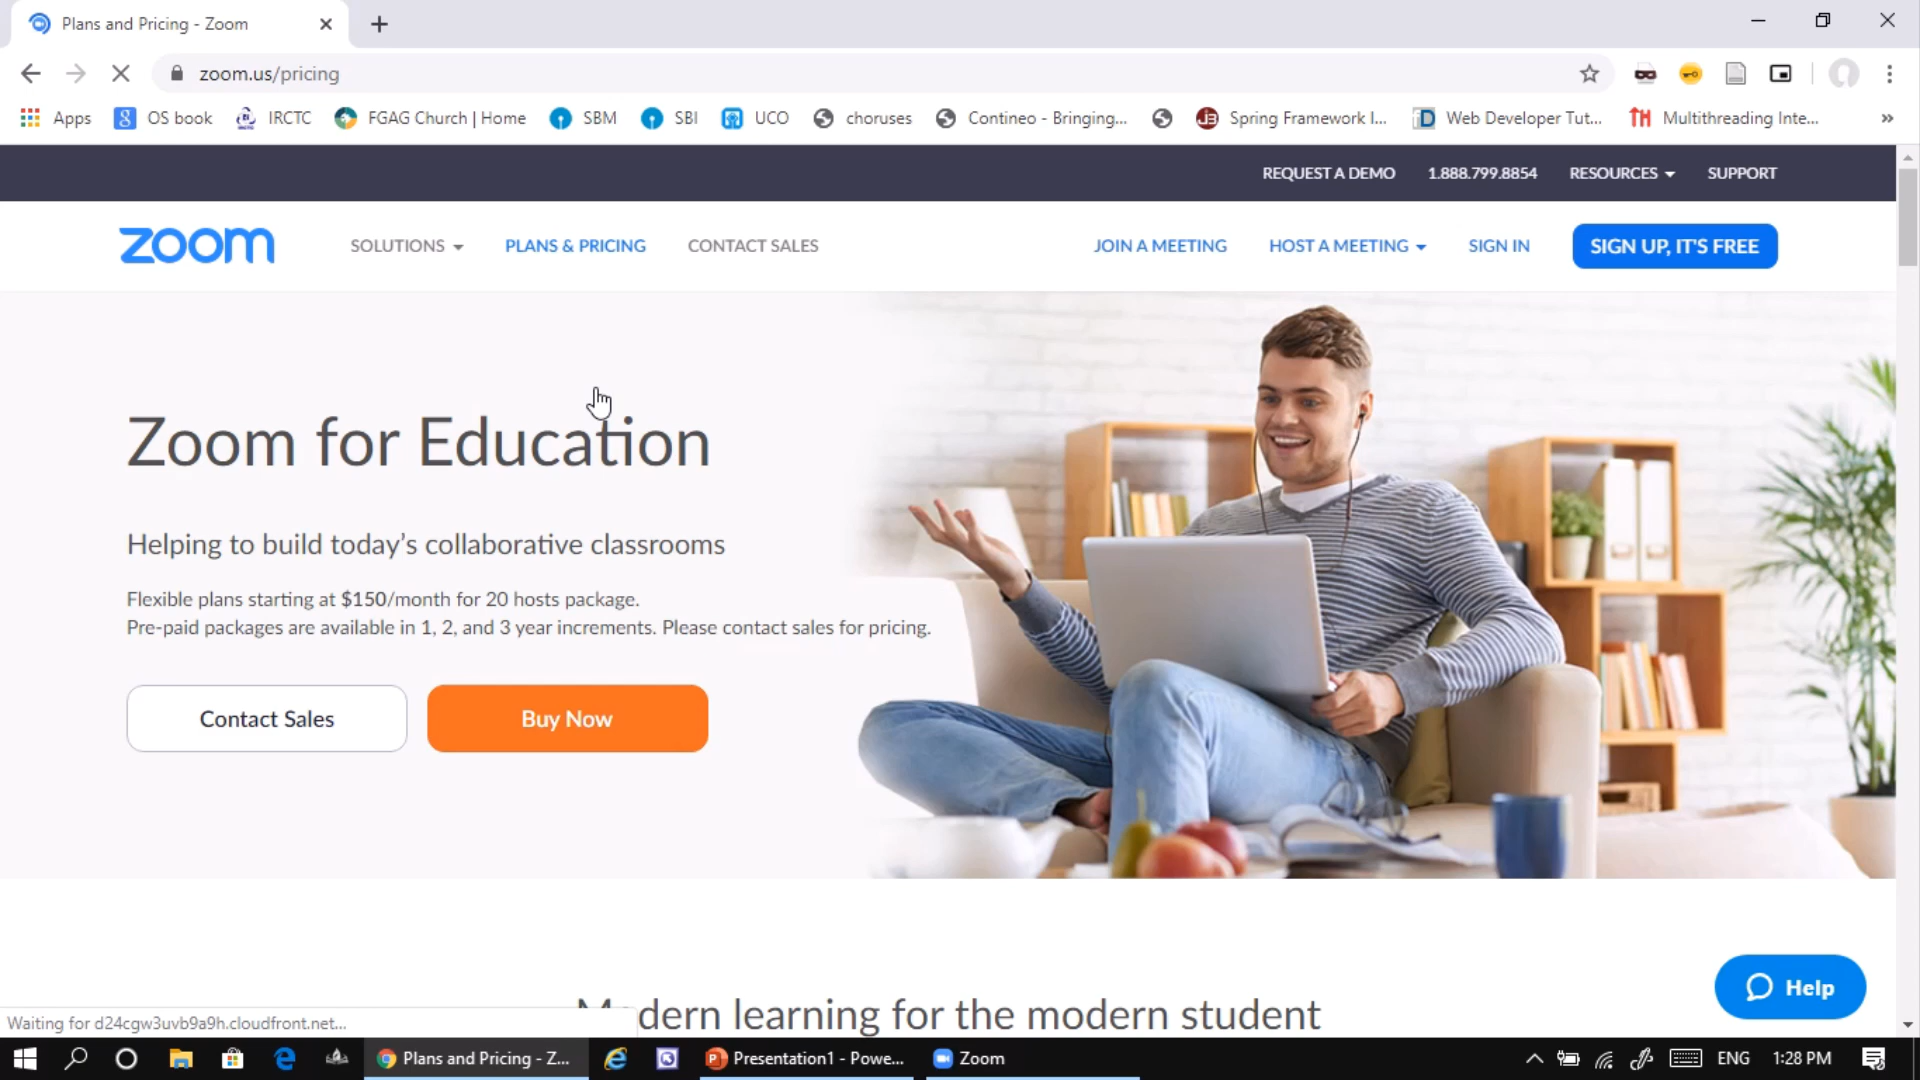 Plans and Pricing - Zoom
zoom.us/pricing
Apps OS book IRCTC FGAG Church | Home SBM SBI UCO choruses Contineo - Bringing... Spring Framework I... Web Developer Tut... Multithreading Inte... »
REQUEST A DEMO 1.888.799.8854 RESOURCES SUPPORT
zoom SOLUTIONS PLANS & PRICING CONTACT SALES JOIN A MEETING HOST A MEETING SIGN IN SIGN UP, IT'S FREE
Zoom for Education
Helping to build today's collaborative classrooms
Flexible plans starting at $150/month for 20 hosts package.
Pre-paid packages are available in 1, 2, and 3 year increments. Please contact sales for pricing.
Contact Sales Buy Now
Help
Modern learning for the modern student
Waiting for d24cgw3uvb9a9h.cloudfront.net...
Plans and Pricing - Z... Presentation1 - Powe... Zoom ENG 1:28 PM